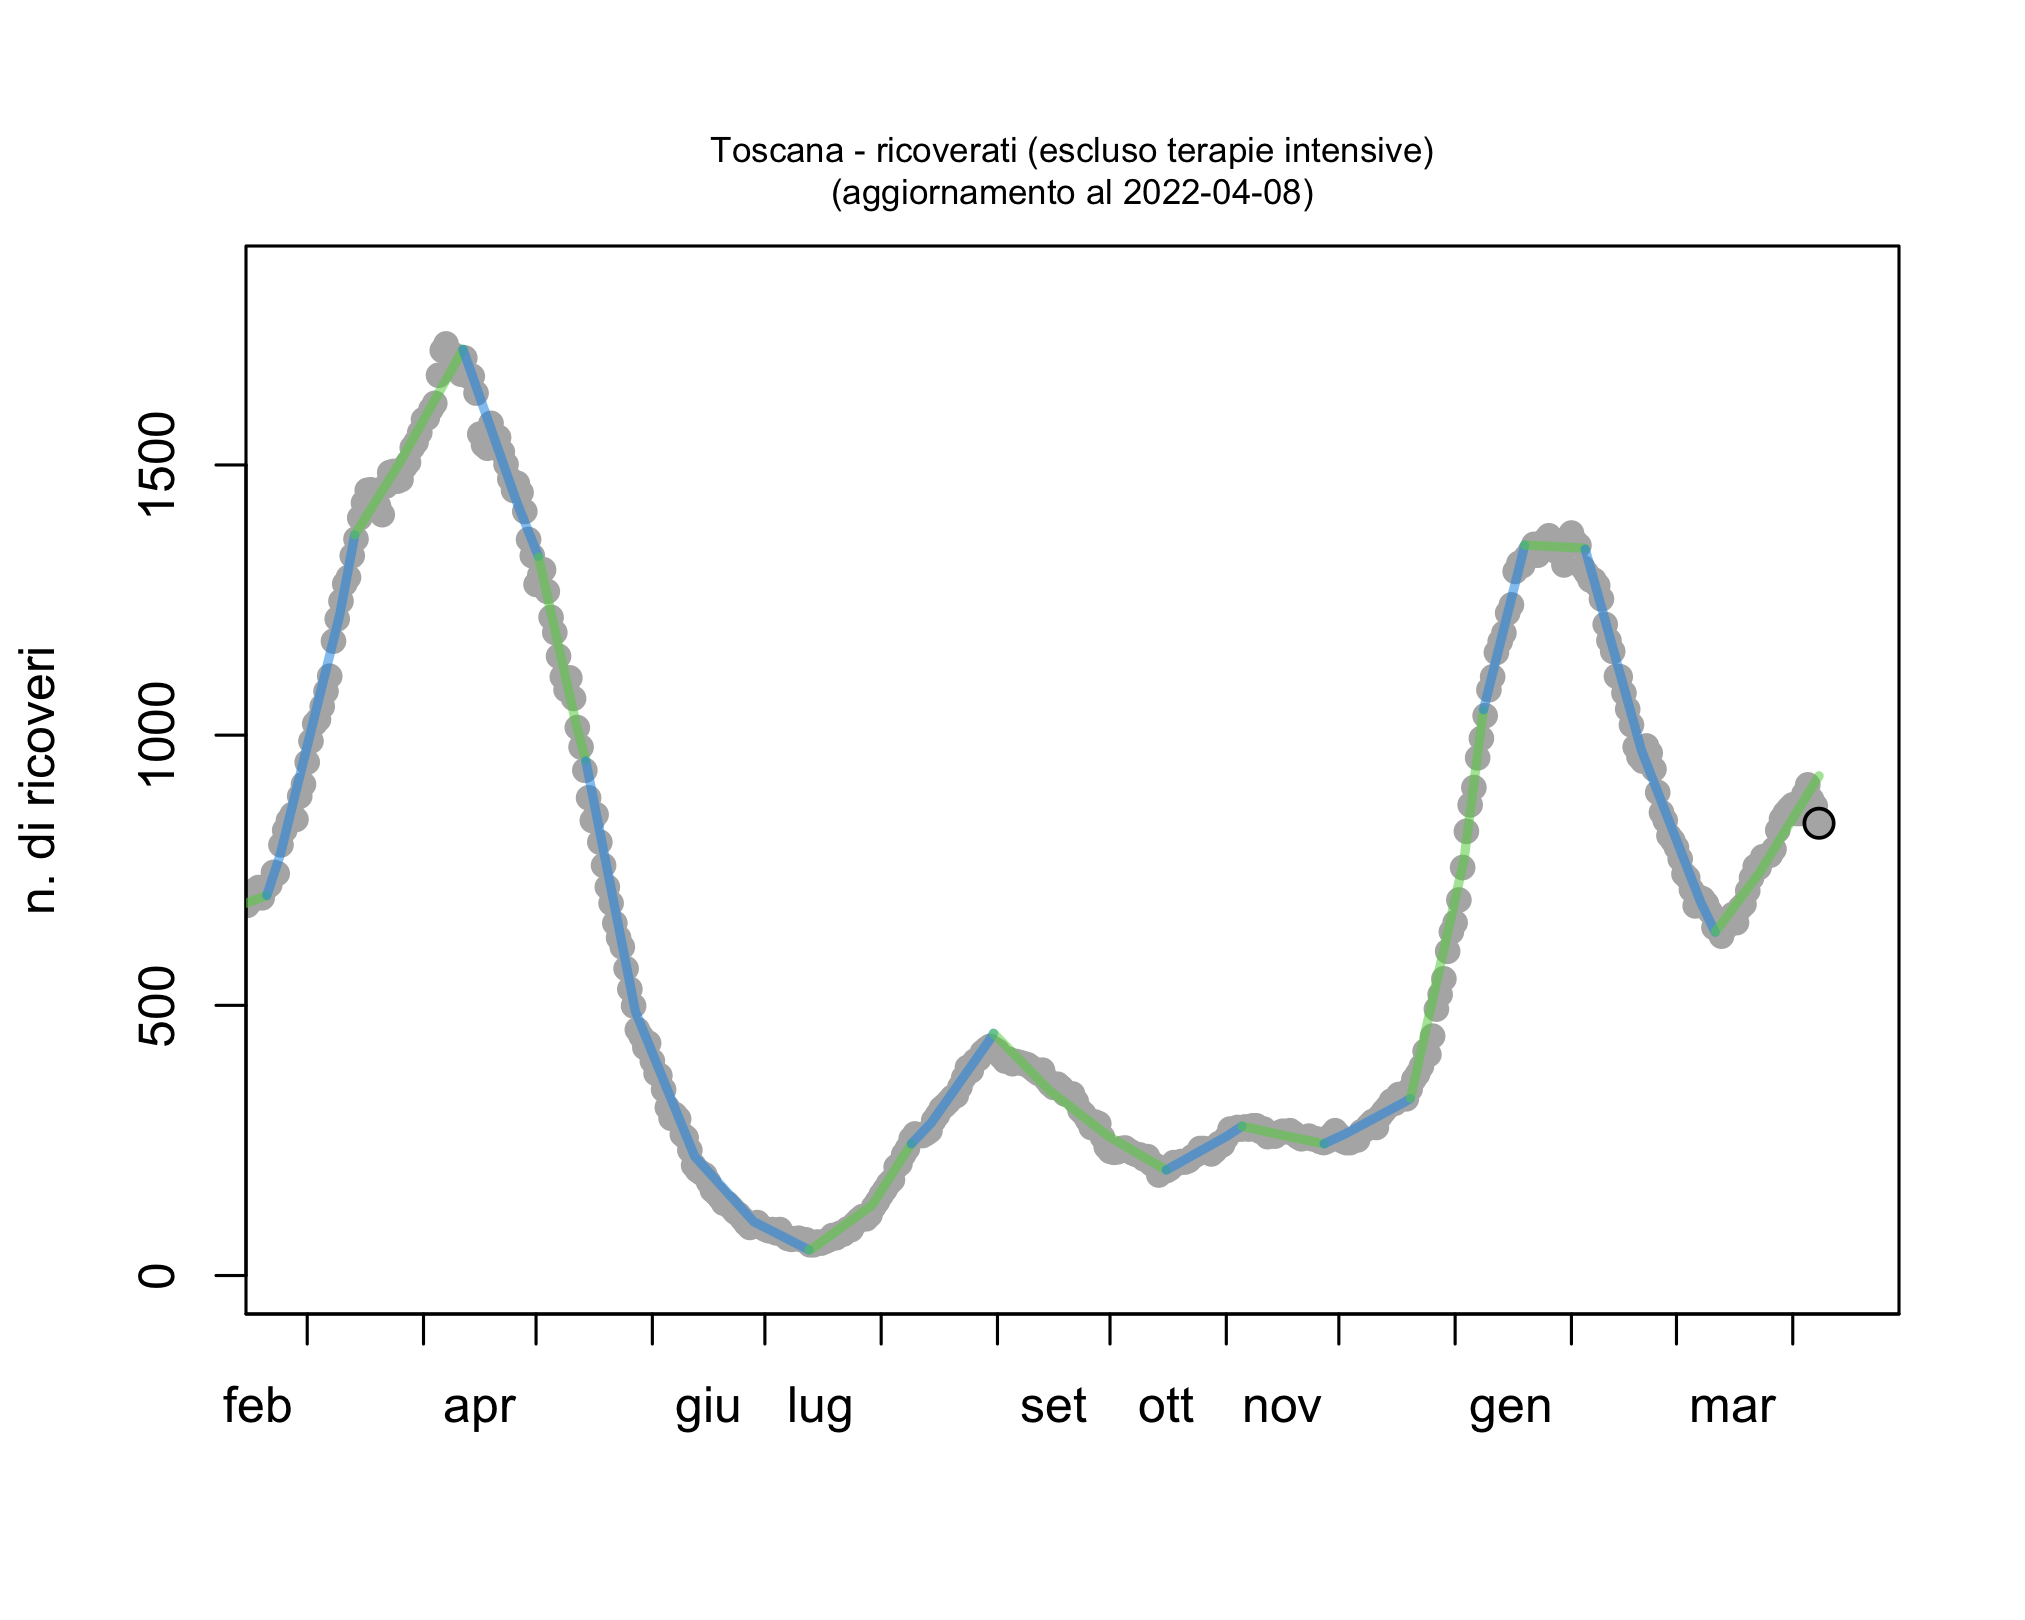 Toscana - ricoverati (escluso terapie intensive)
(aggiornamento al 2022-04-08)
n. di ricoveri
1500
1000
500
0
feb apr giu lug set ott nov gen mar